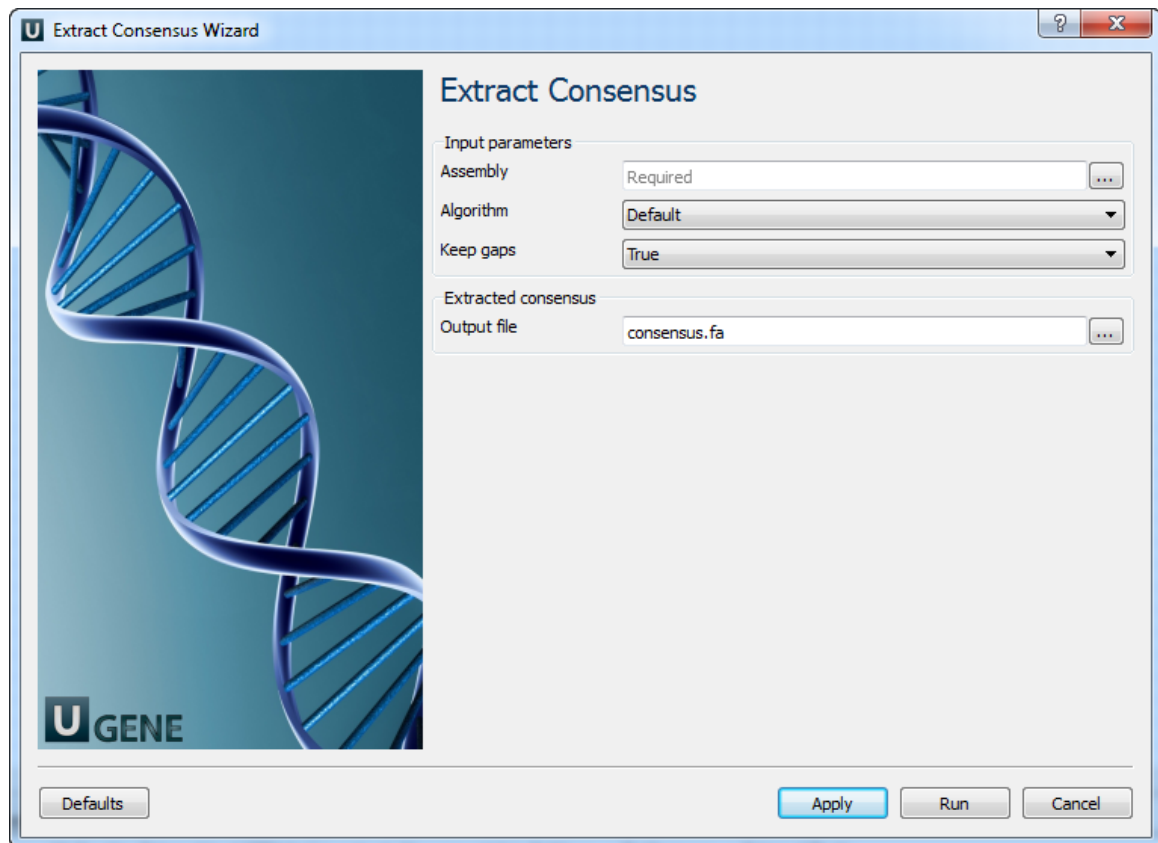 U Extract Consensus Wizard
?
X
Extract Consensus
Input parameters
Assembly Required ...
Algorithm Default
Keep gaps True
Extracted consensus
Output file consensus.fa ...
U GENE
Defaults Apply Run Cancel